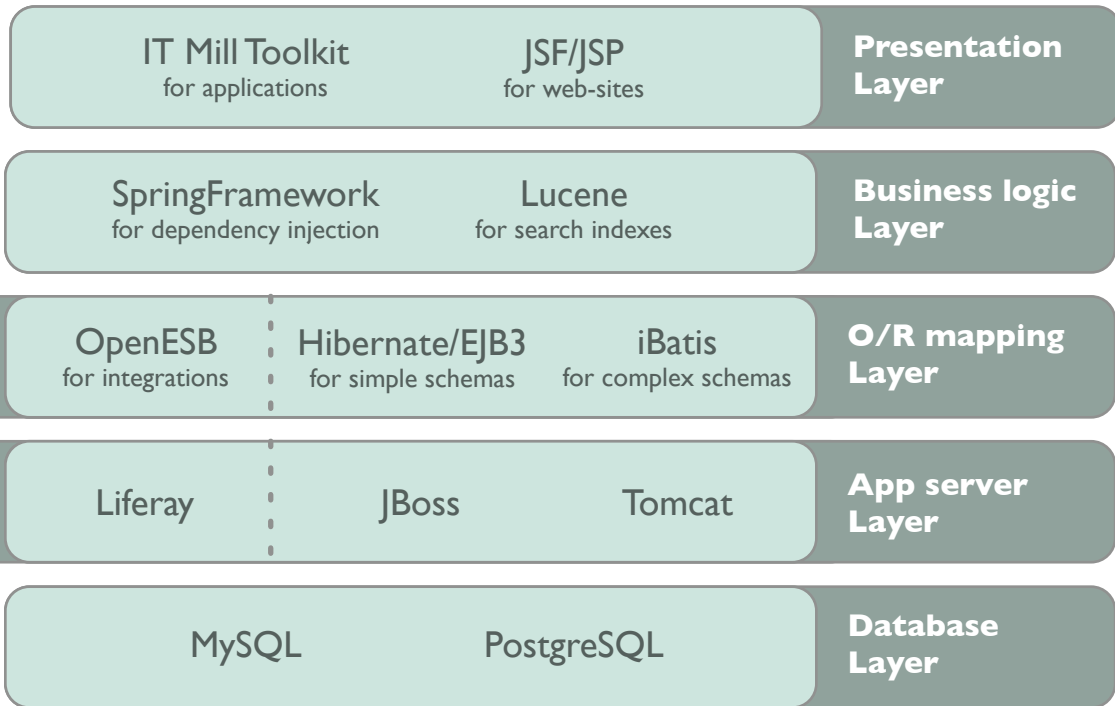 IT Mill Toolkit
for applications
JSF/JSP
for web-sites
Presentation
Layer
SpringFramework
for dependency injection
Lucene
for search indexes
Business logic
Layer
OpenESB
for integrations
Hibernate/EJB3
for simple schemas
iBatis
for complex schemas
O/R mapping
Layer
Liferay
JBoss
Tomcat
App server
Layer
MySQL
PostgreSQL
Database
Layer